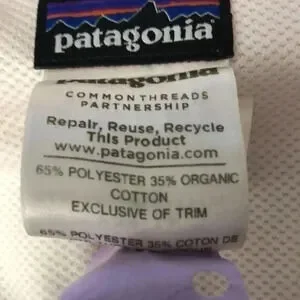 patagonia®
patagonia
COMMONTHREADS
PARTNERSHIP
Repair, Reuse, Recycle
This Product
www.patagonia.com
65% POLYESTER 35% ORGANIC
COTTON
EXCLUSIVE OF TRIM
65% POLYESTER 35% COTON DE